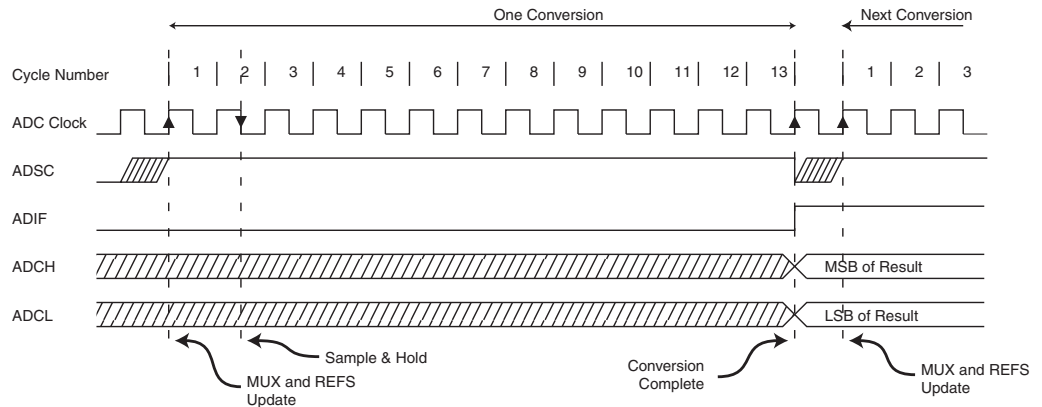 One Conversion
Next Conversion
Cycle Number 1 2 3 4 5 6 7 8 9 10 11 12 13 1 2 3
ADC Clock
ADSC
ADIF
ADCH MSB of Result
ADCL LSB of Result
Sample & Hold
MUX and REFS
Update
Conversion
Complete
MUX and REFS
Update